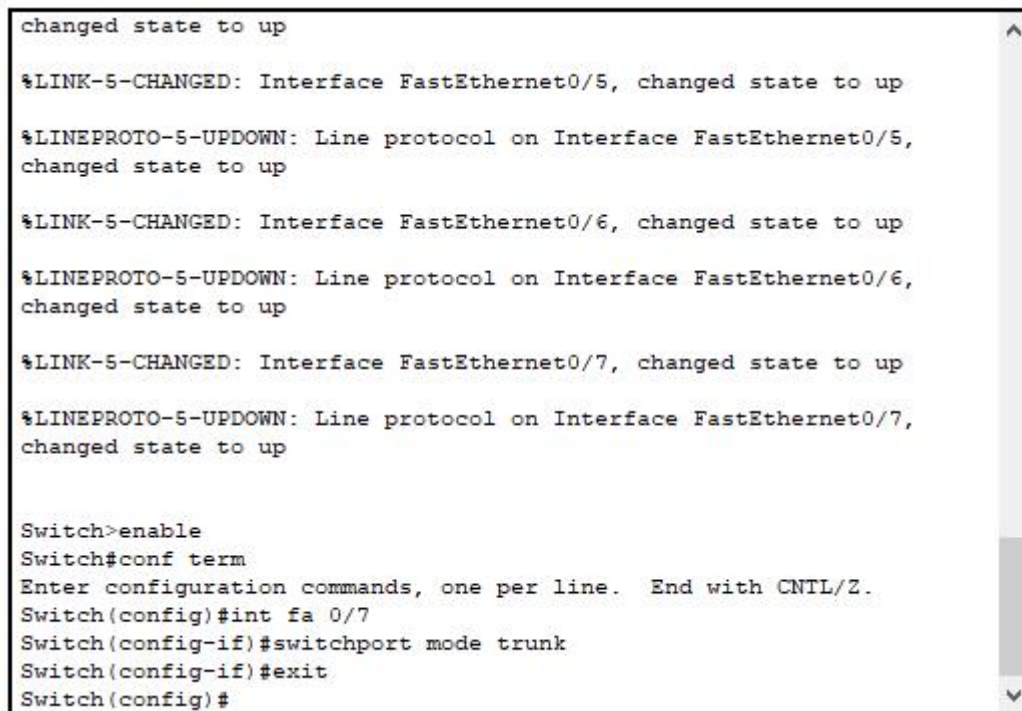 changed state to up
%LINK-5-CHANGED: Interface FastEthernet0/5, changed state to up
%LINEPROTO-5-UPDOWN: Line protocol on Interface FastEthernet0/5,
changed state to up
%LINK-5-CHANGED: Interface FastEthernet0/6, changed state to up
%LINEPROTO-5-UPDOWN: Line protocol on Interface FastEthernet0/6,
changed state to up
%LINK-5-CHANGED: Interface FastEthernet0/7, changed state to up
%LINEPROTO-5-UPDOWN: Line protocol on Interface FastEthernet0/7,
changed state to up
Switch>enable
Switch#conf term
Enter configuration commands, one per line.  End with CNTL/Z.
Switch(config)#int fa 0/7
Switch(config-if)#switchport mode trunk
Switch(config-if)#exit
Switch(config)#